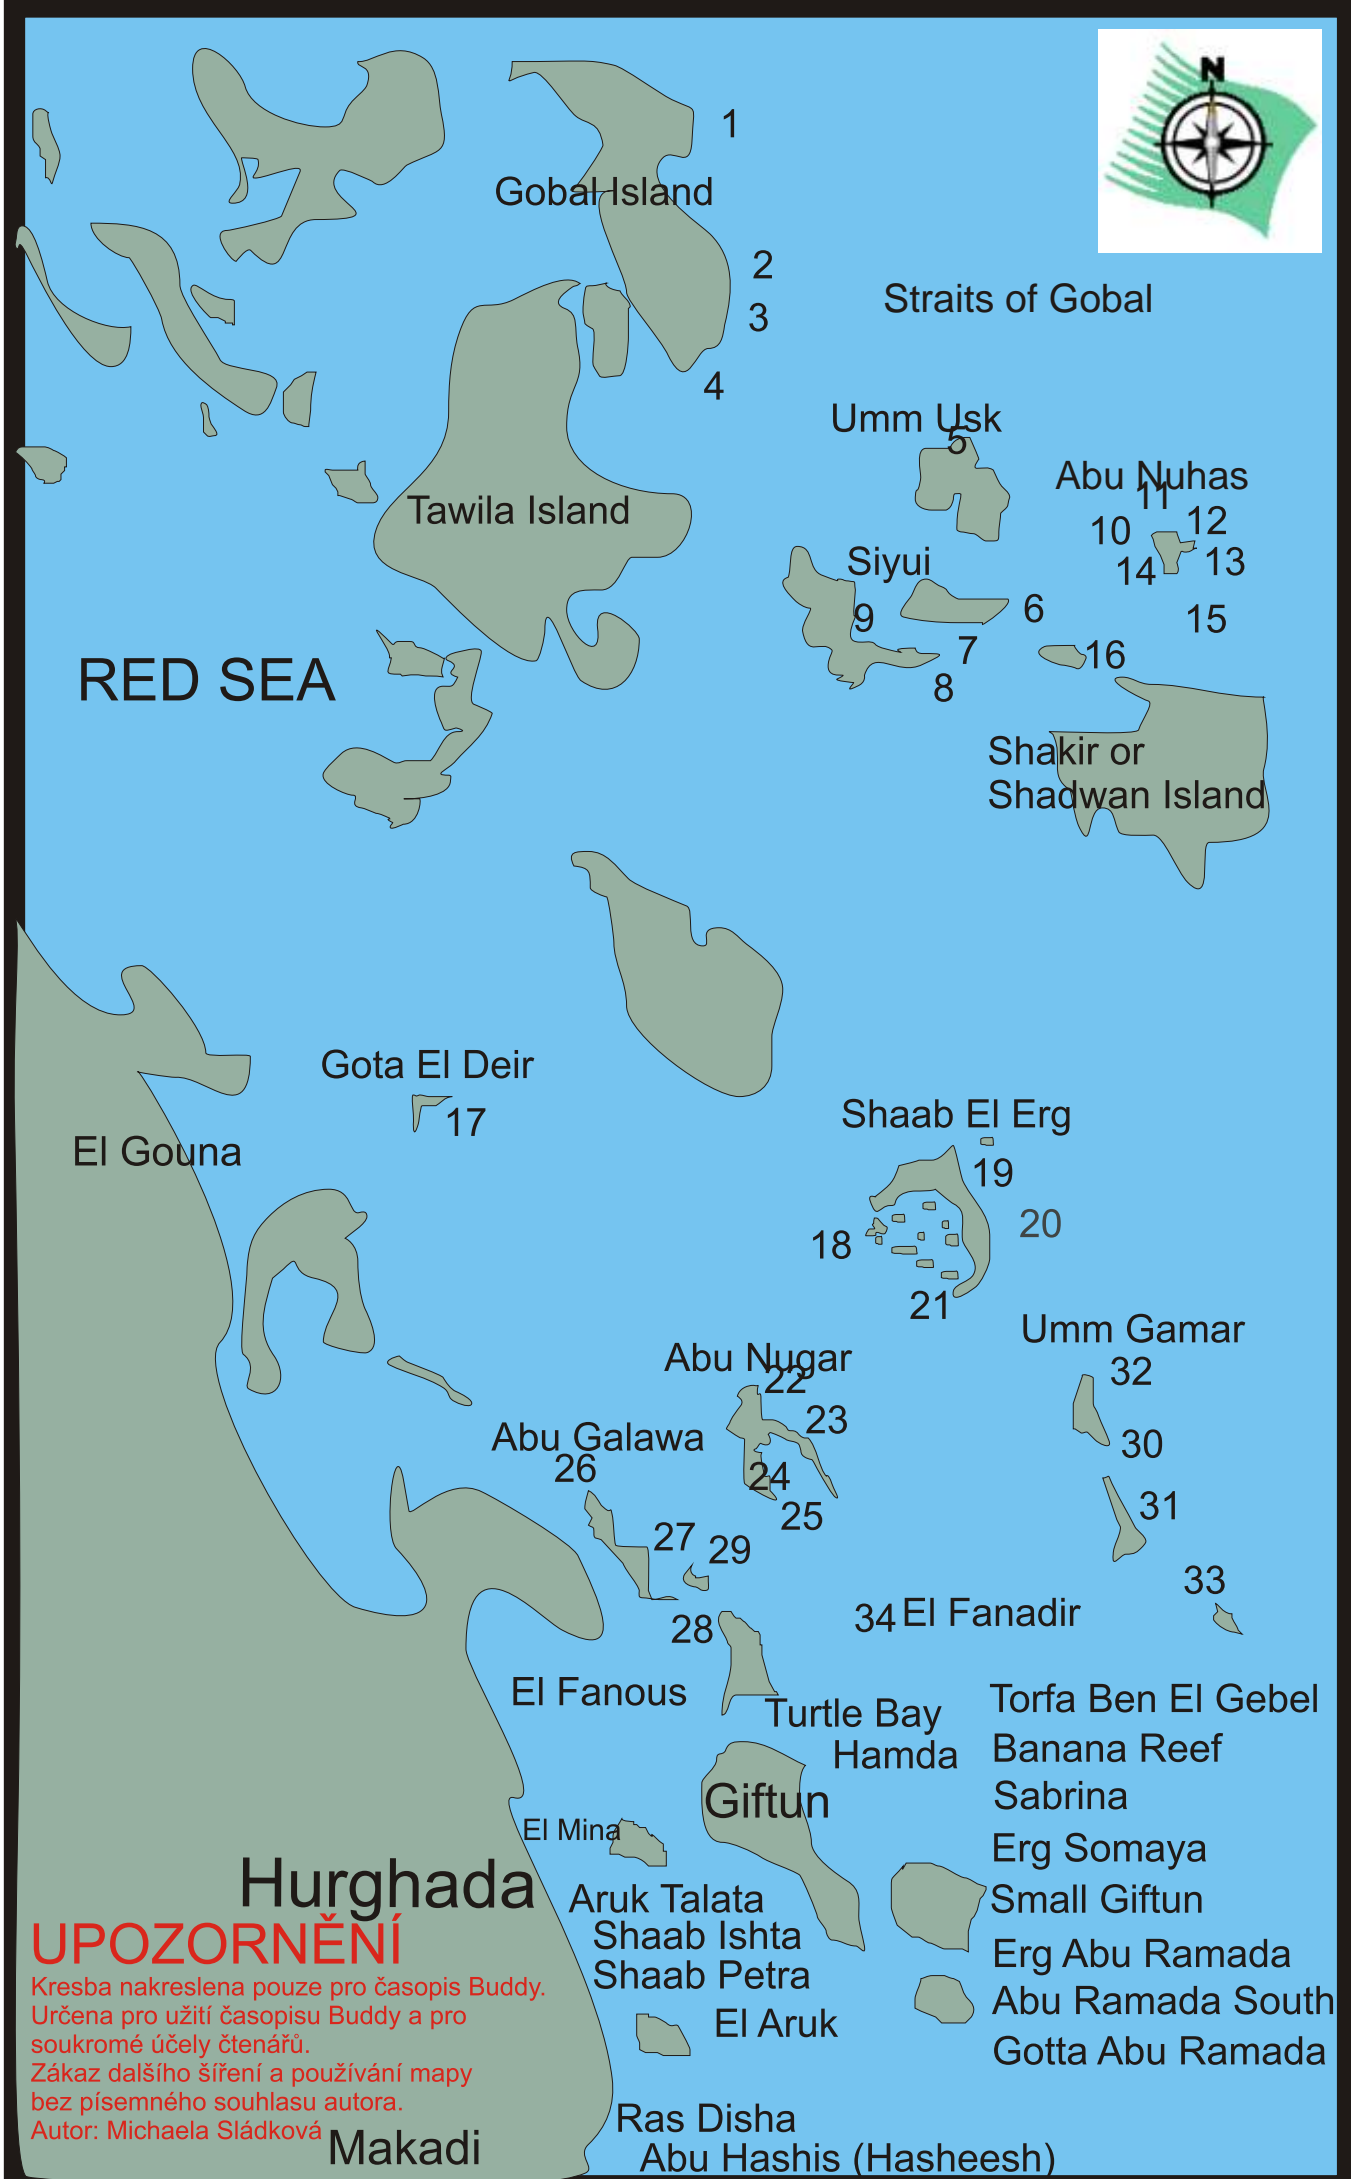 N
1
Gobal Island
2
Straits of Gobal
3
4
Umm Usk
5
Abu Nuhas
11
Tawila Island
10
12
Siyui
14
13
9
6
15
7
16
RED SEA
8
Shakir or
Shadwan Island
Gota El Deir
17
Shaab El Erg
El Gouna
19
20
18
21
Umm Gamar
Abu Nugar
22
32
23
Abu Galawa
30
26
24
25
31
27
29
33
28
34 El Fanadir
El Fanous
Torfa Ben El Gebel
Turtle Bay
Hamda
Banana Reef
Giftun
Sabrina
El Mina
Erg Somaya
Hurghada
Aruk Talata
Small Giftun
Shaab Ishta
Erg Abu Ramada
Shaab Petra
Abu Ramada South
El Aruk
Gotta Abu Ramada
UPOZORNĚNÍ
Kresba nakreslena pouze pro časopis Buddy.
Určena pro užití časopisu Buddy a pro
soukromé účely čtenářů.
Zákaz dalšího šíření a používání mapy
bez písemného souhlasu autora.
Autor: Michaela Sládková
Makadi
Ras Disha
Abu Hashis (Hasheesh)